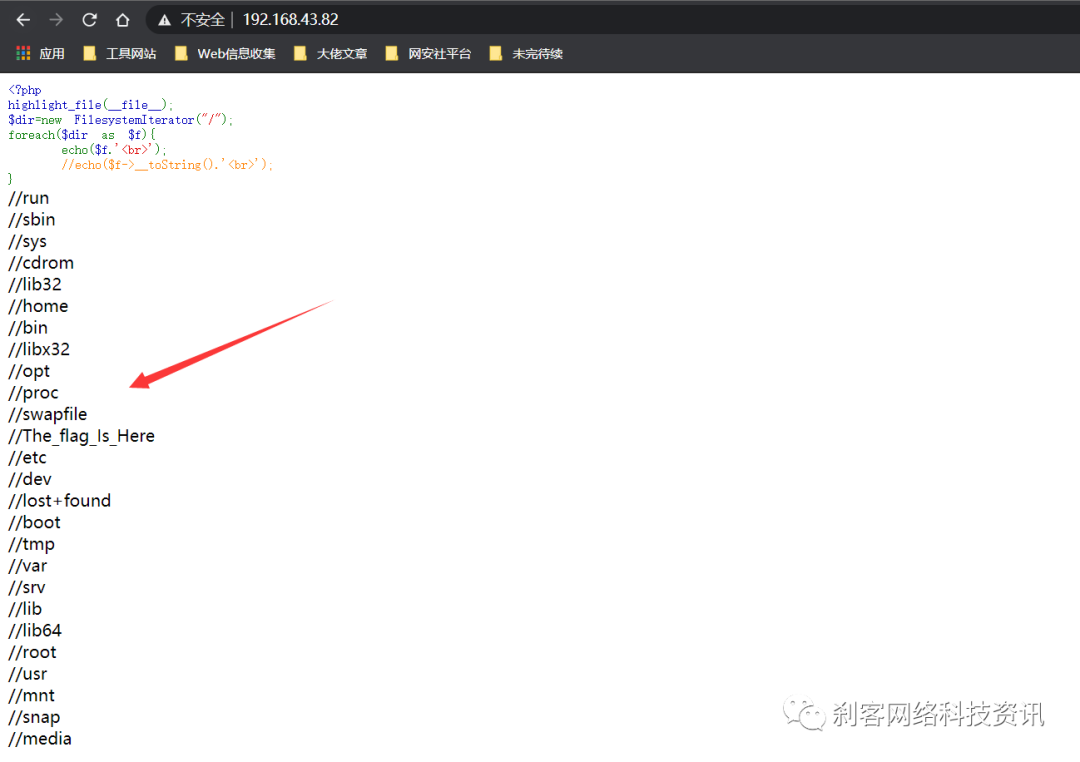 不安全 | 192.168.43.82
应用 工具网站 Web信息收集 大佬文章 网安社平台 未完待续
<?php
highlight_file(__file__);
$dir=new FilesystemIterator("/");
foreach($dir as $f){
echo($f.'<br>');
//echo($f->__toString().'<br>');
}
//run
//sbin
//sys
//cdrom
//lib32
//home
//bin
//libx32
//opt
//proc
//swapfile
//The_flag_Is_Here
//etc
//dev
//lost+found
//boot
//tmp
//var
//srv
//lib
//lib64
//root
//usr
//mnt
//snap
//media
刹客网络科技资讯